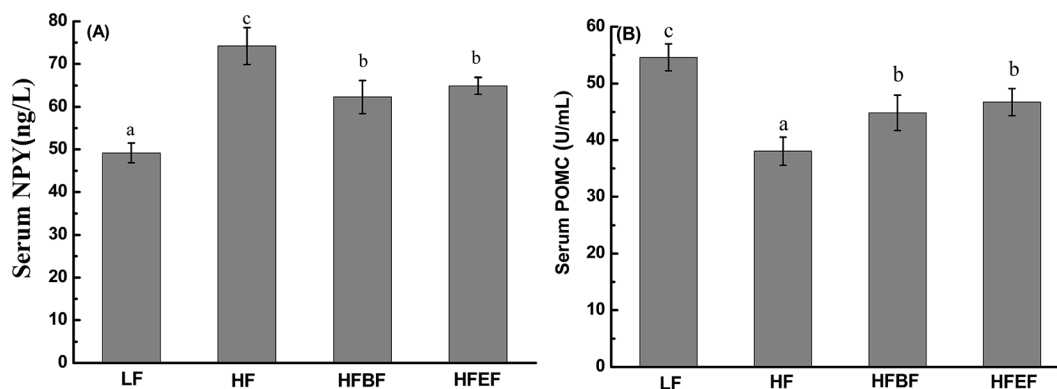 (A)
Serum NPY(ng/L)
80
70
60
50
40
30
20
10
0
a
c
b
b
LF HF HFBF HFEF
(B)
Serum POMC (U/mL)
60
50
40
30
20
10
0
c
a
b
b
LF HF HFBF HFEF